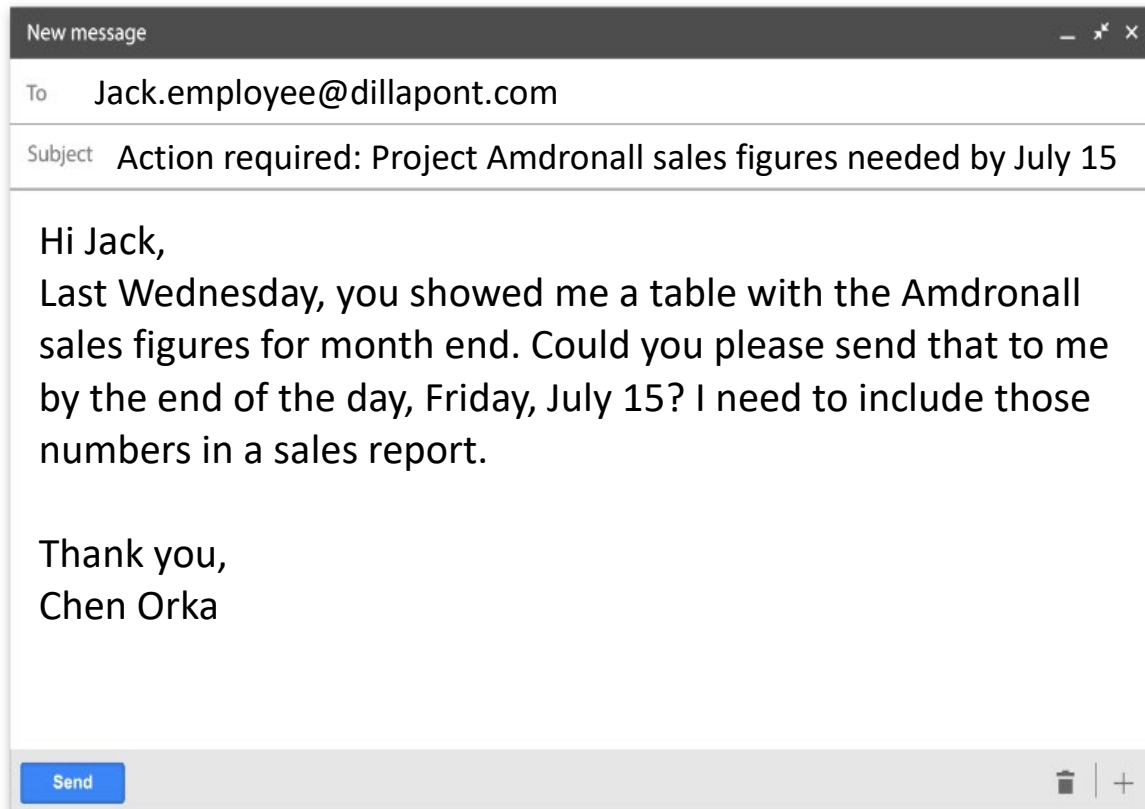 New message
To Jack.employee@dillapont.com
Subject Action required: Project Amdronall sales figures needed by July 15
Hi Jack,
Last Wednesday, you showed me a table with the Amdronall
sales figures for month end. Could you please send that to me
by the end of the day, Friday, July 15? I need to include those
numbers in a sales report.
Thank you,
Chen Orka
Send